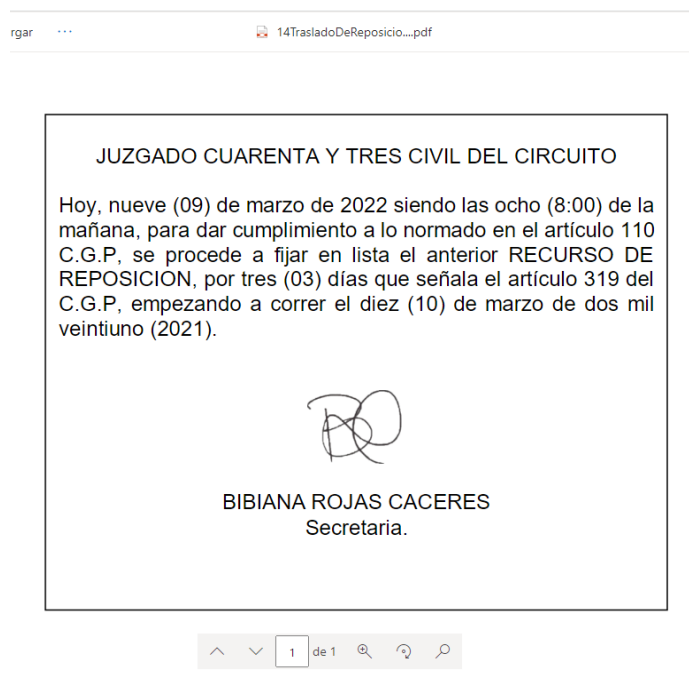 rgar ... 14TrasladoDeReposicio....pdf
JUZGADO CUARENTA Y TRES CIVIL DEL CIRCUITO
Hoy, nueve (09) de marzo de 2022 siendo las ocho (8:00) de la
mañana, para dar cumplimiento a lo normado en el artículo 110
C.G.P, se procede a fijar en lista el anterior RECURSO DE
REPOSICION, por tres (03) días que señala el artículo 319 del
C.G.P, empezando a correr el diez (10) de marzo de dos mil
veintiuno (2021).
BIBIANA ROJAS CACERES
Secretaria.
1 de 1